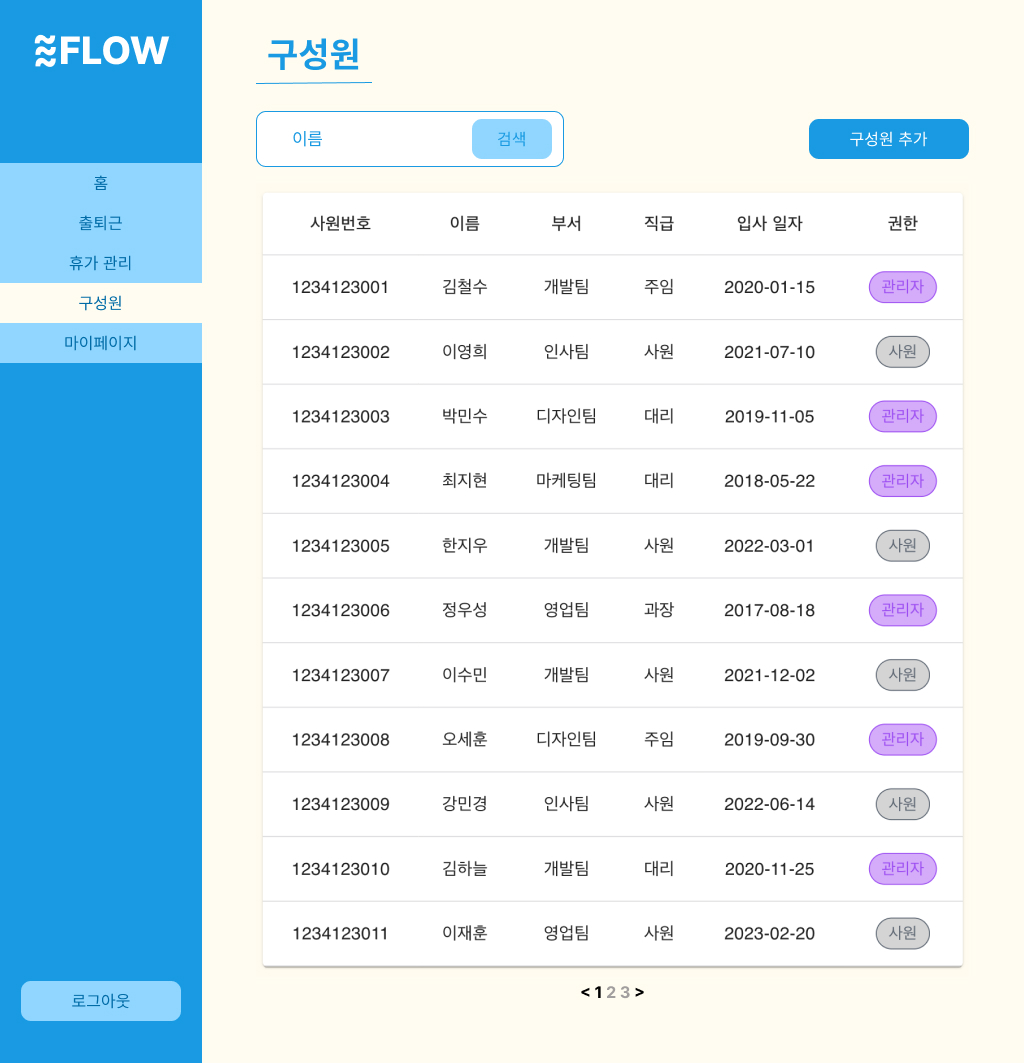 FLOW
홈
출퇴근
휴가 관리
구성원
마이페이지
로그아웃
구성원
이름 검색 구성원 추가
사원번호 이름 부서 직급 입사 일자 권한
1234123001 김철수 개발팀 주임 2020-01-15 관리자
1234123002 이영희 인사팀 사원 2021-07-10 사원
1234123003 박민수 디자인팀 대리 2019-11-05 관리자
1234123004 최지현 마케팅팀 대리 2018-05-22 관리자
1234123005 한지우 개발팀 사원 2022-03-01 사원
1234123006 정우성 영업팀 과장 2017-08-18 관리자
1234123007 이수민 개발팀 사원 2021-12-02 사원
1234123008 오세훈 디자인팀 주임 2019-09-30 관리자
1234123009 강민경 인사팀 사원 2022-06-14 사원
1234123010 김하늘 개발팀 대리 2020-11-25 관리자
1234123011 이재훈 영업팀 사원 2023-02-20 사원
< 1 2 3 >